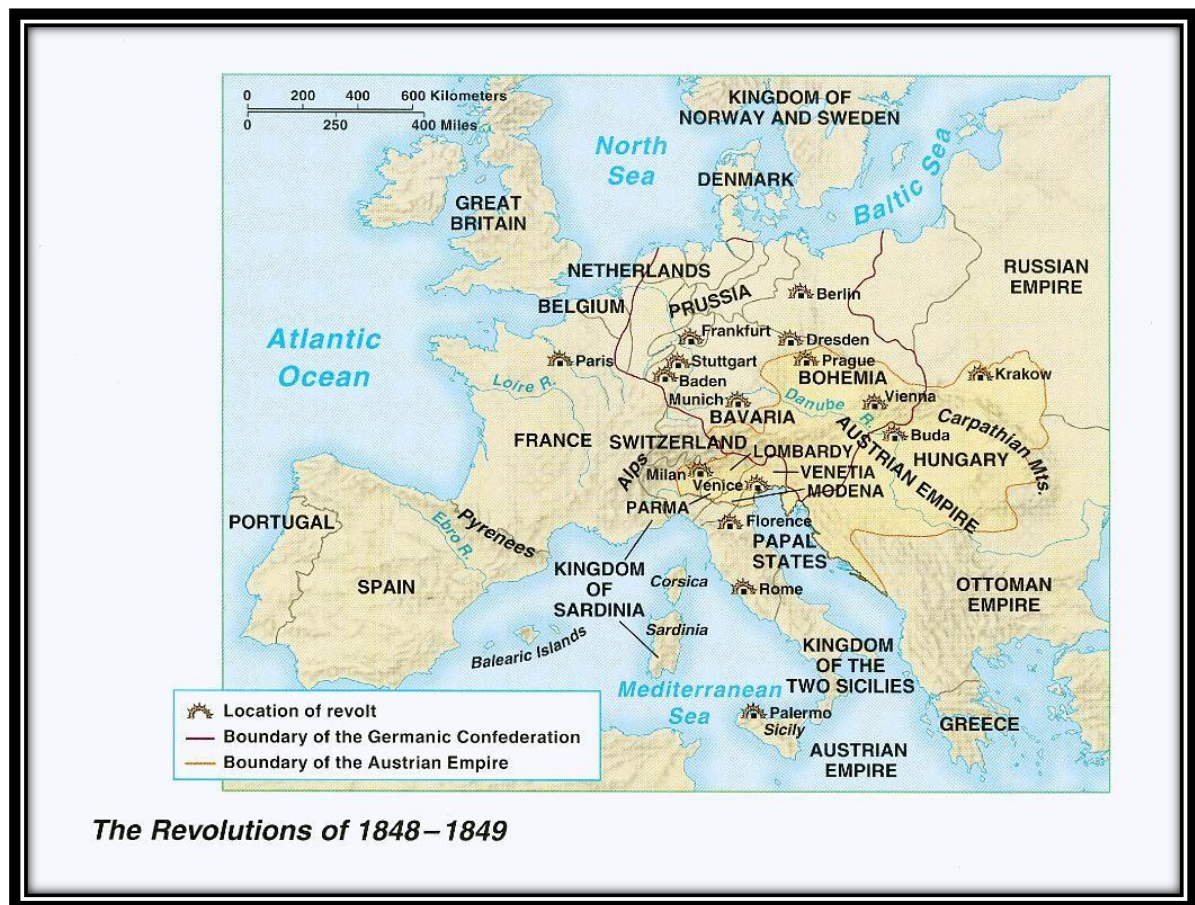 0 200 400 600 Kilometers
0 250 400 Miles
KINGDOM OF
NORWAY AND SWEDEN
North
Sea
Baltic Sea
DENMARK
GREAT
BRITAIN
RUSSIAN
EMPIRE
NETHERLANDS
PRUSSIA
Berlin
BELGIUM
Atlantic
Ocean
Frankfurt
Dresden
Paris
Stuttgart
Prague
Loire R.
Baden
BOHEMIA
Krakow
Munich
Danube R.
Vienna
BAVARIA
Carpathian Mts.
FRANCE
SWITZERLAND
Buda
AUSTRIAN EMPIRE
HUNGARY
LOMBARDY
Alps
Milan
VENETIA
Venice
MODENA
PARMA
PORTUGAL
Ebro R.
Pyrenees
Florence
PAPAL
STATES
KINGDOM
OF
SARDINIA
Corsica
SPAIN
Rome
OTTOMAN
EMPIRE
Sardinia
Balearic Islands
KINGDOM
OF THE
TWO SICILIES
Mediterranean
Sea
Palermo
Sicily
GREECE
AUSTRIAN
EMPIRE
Location of revolt
Boundary of the Germanic Confederation
Boundary of the Austrian Empire
The Revolutions of 1848–1849